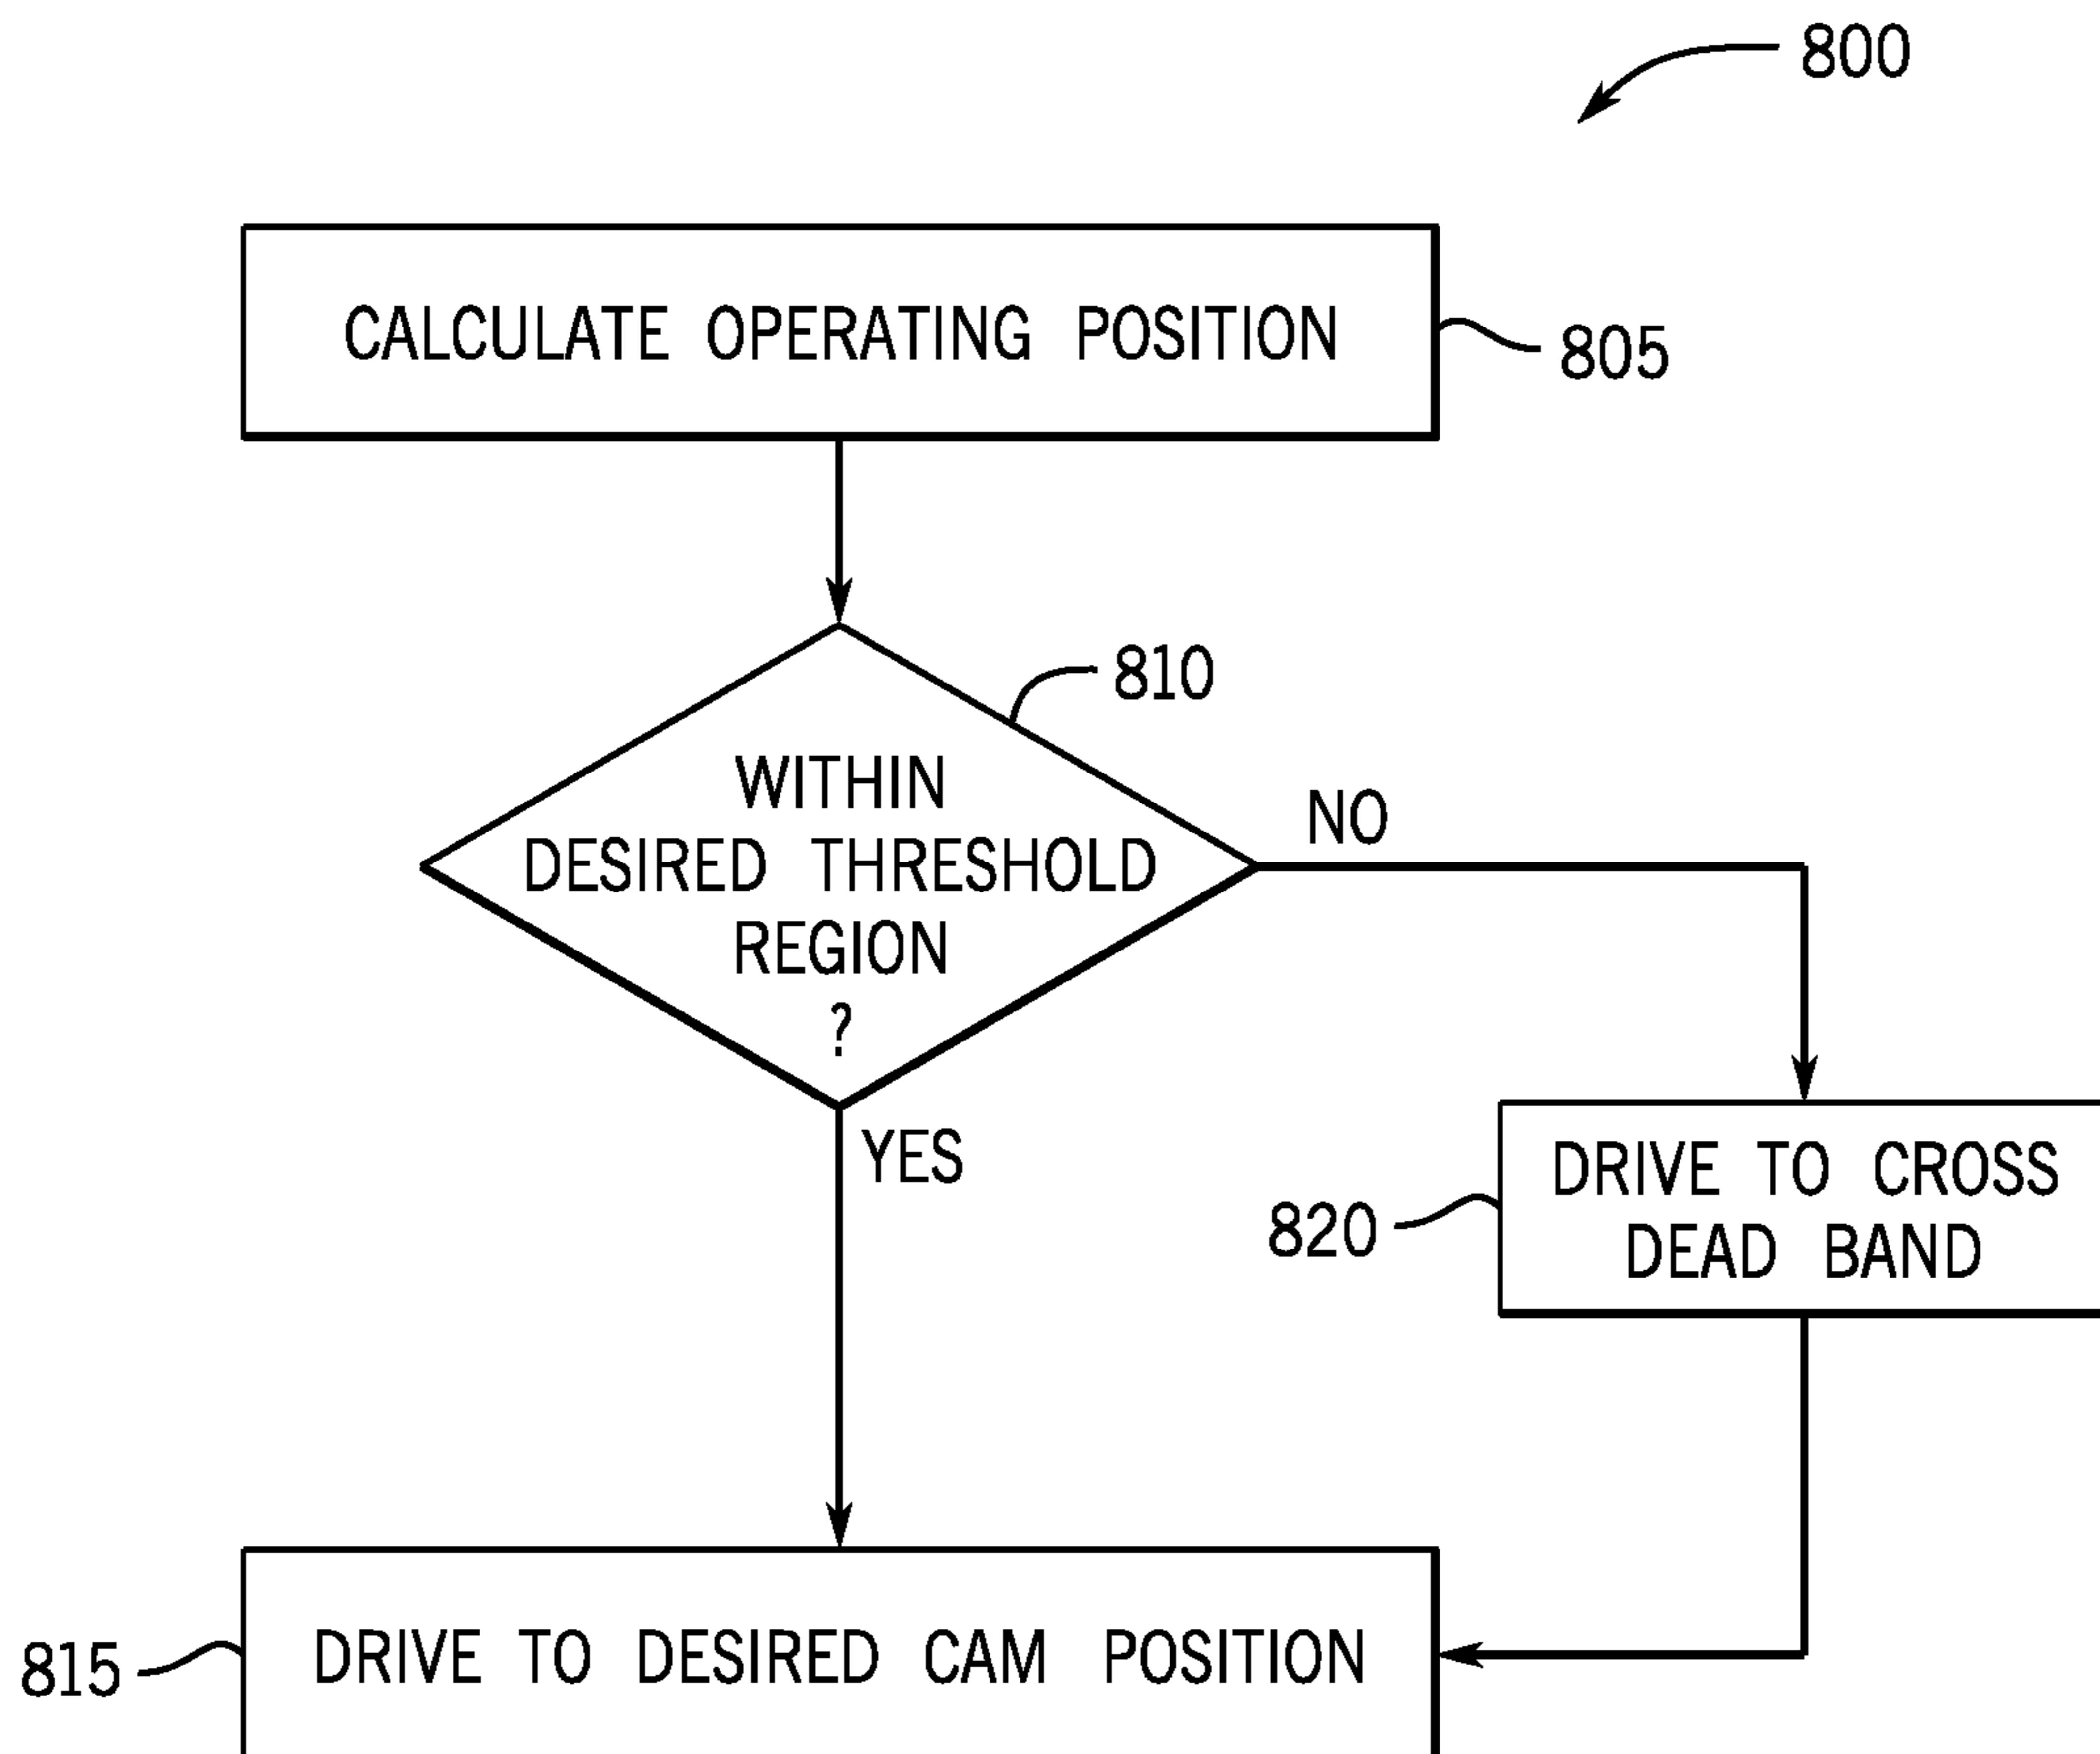 800
CALCULATE OPERATING POSITION
805
810
WITHIN
DESIRED THRESHOLD
REGION
?
NO
YES
DRIVE TO CROSS
DEAD BAND
820
DRIVE TO DESIRED CAM POSITION
815